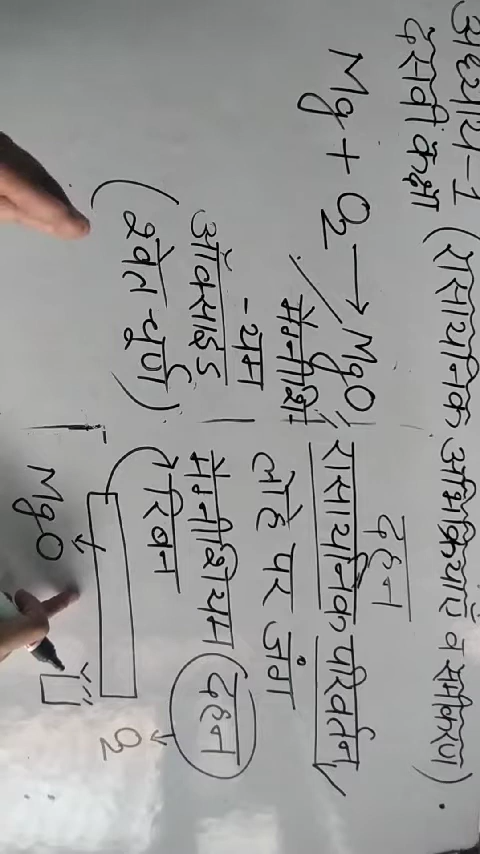 अध्याय-1 (रासायनिक अभिक्रियाएं व समीकरण).
दसवीं कक्षा
Mg + O2 → MgO
मैग्नीशि
-यम
ऑक्साइड
(श्वेत चूर्ण)
दहन
रासायनिक परिवर्तन
लोहे पर जंग
मैग्नीशियम दहन
रिबन
MgO
O2